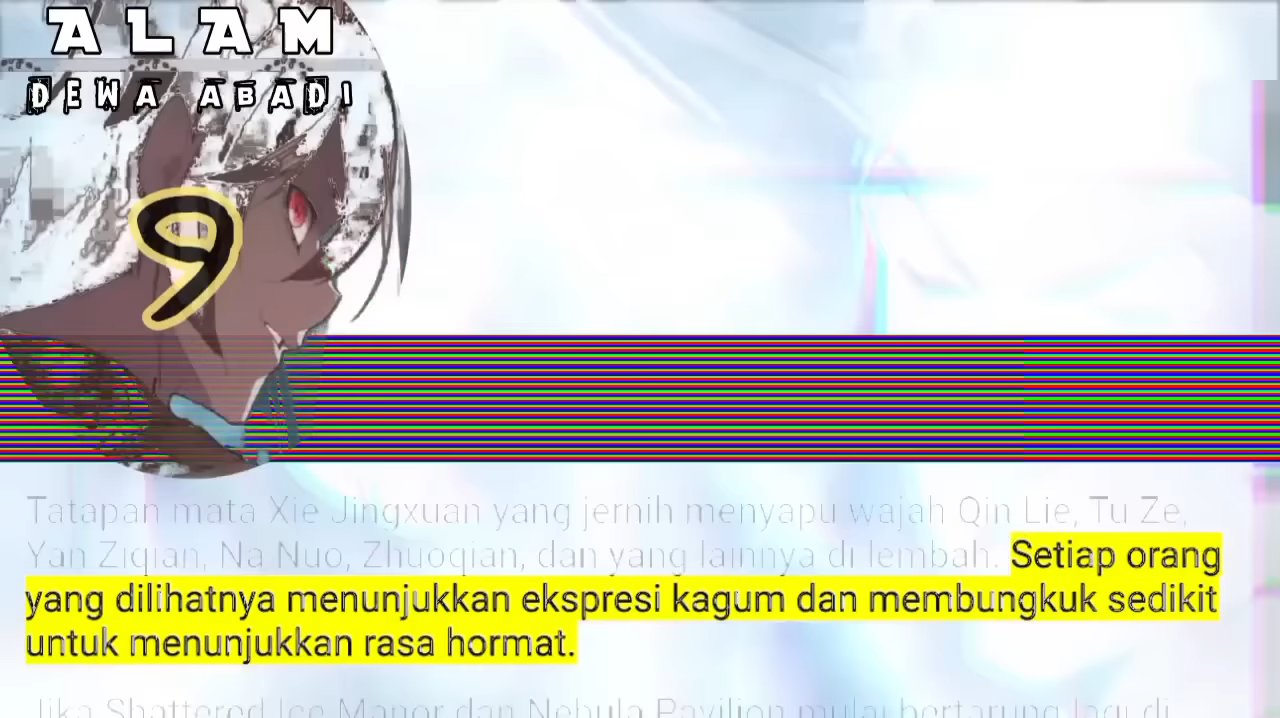 ALAM
DEWA ABADI
9
Tatapan mata Xie Jingxuan yang jernih menyapu wajah Qin Lie, Tu Ze,
Yan Ziqian, Na Nuo, Zhuoqian, dan yang lainnya di lembah. Setiap orang
yang dilihatnya menunjukkan ekspresi kagum dan membungkuk sedikit
untuk menunjukkan rasa hormat.
Jika Shattered Ice Manor dan Nebula Pavilion mulai bertarung lagi di